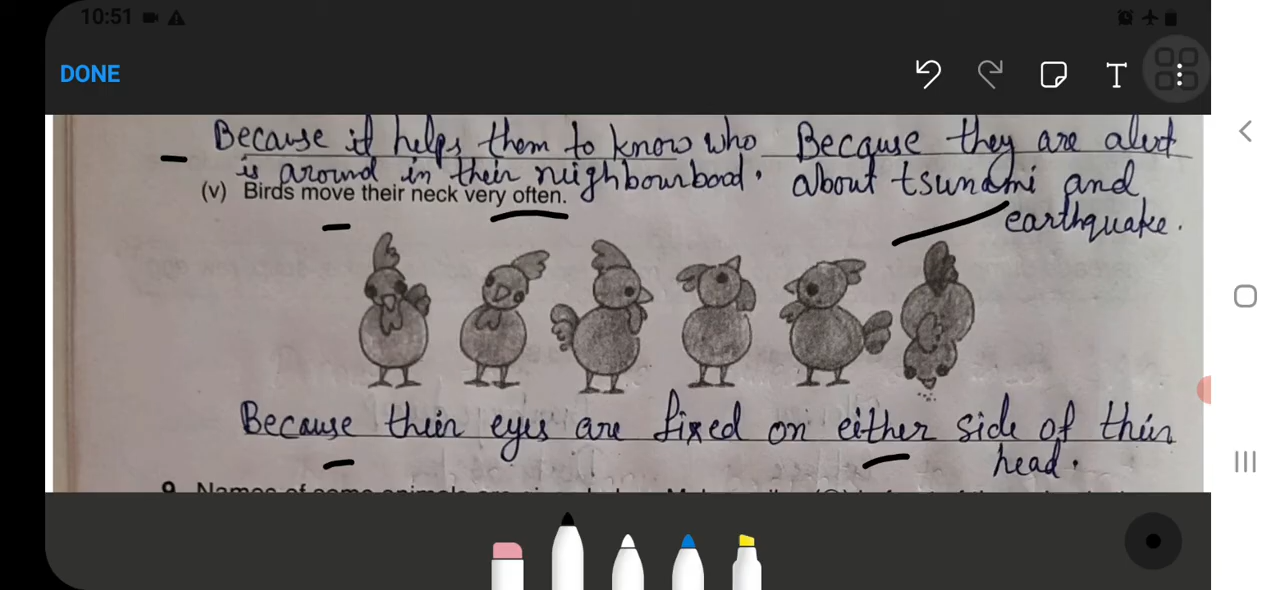 10:51
DONE
T
Because it helps them to know who Because they are alert
is around in their neighbourbood. about tsunami and
(v) Birds move their neck very often.
earthquake.
Because their eyes are fixed on either side of their
head.